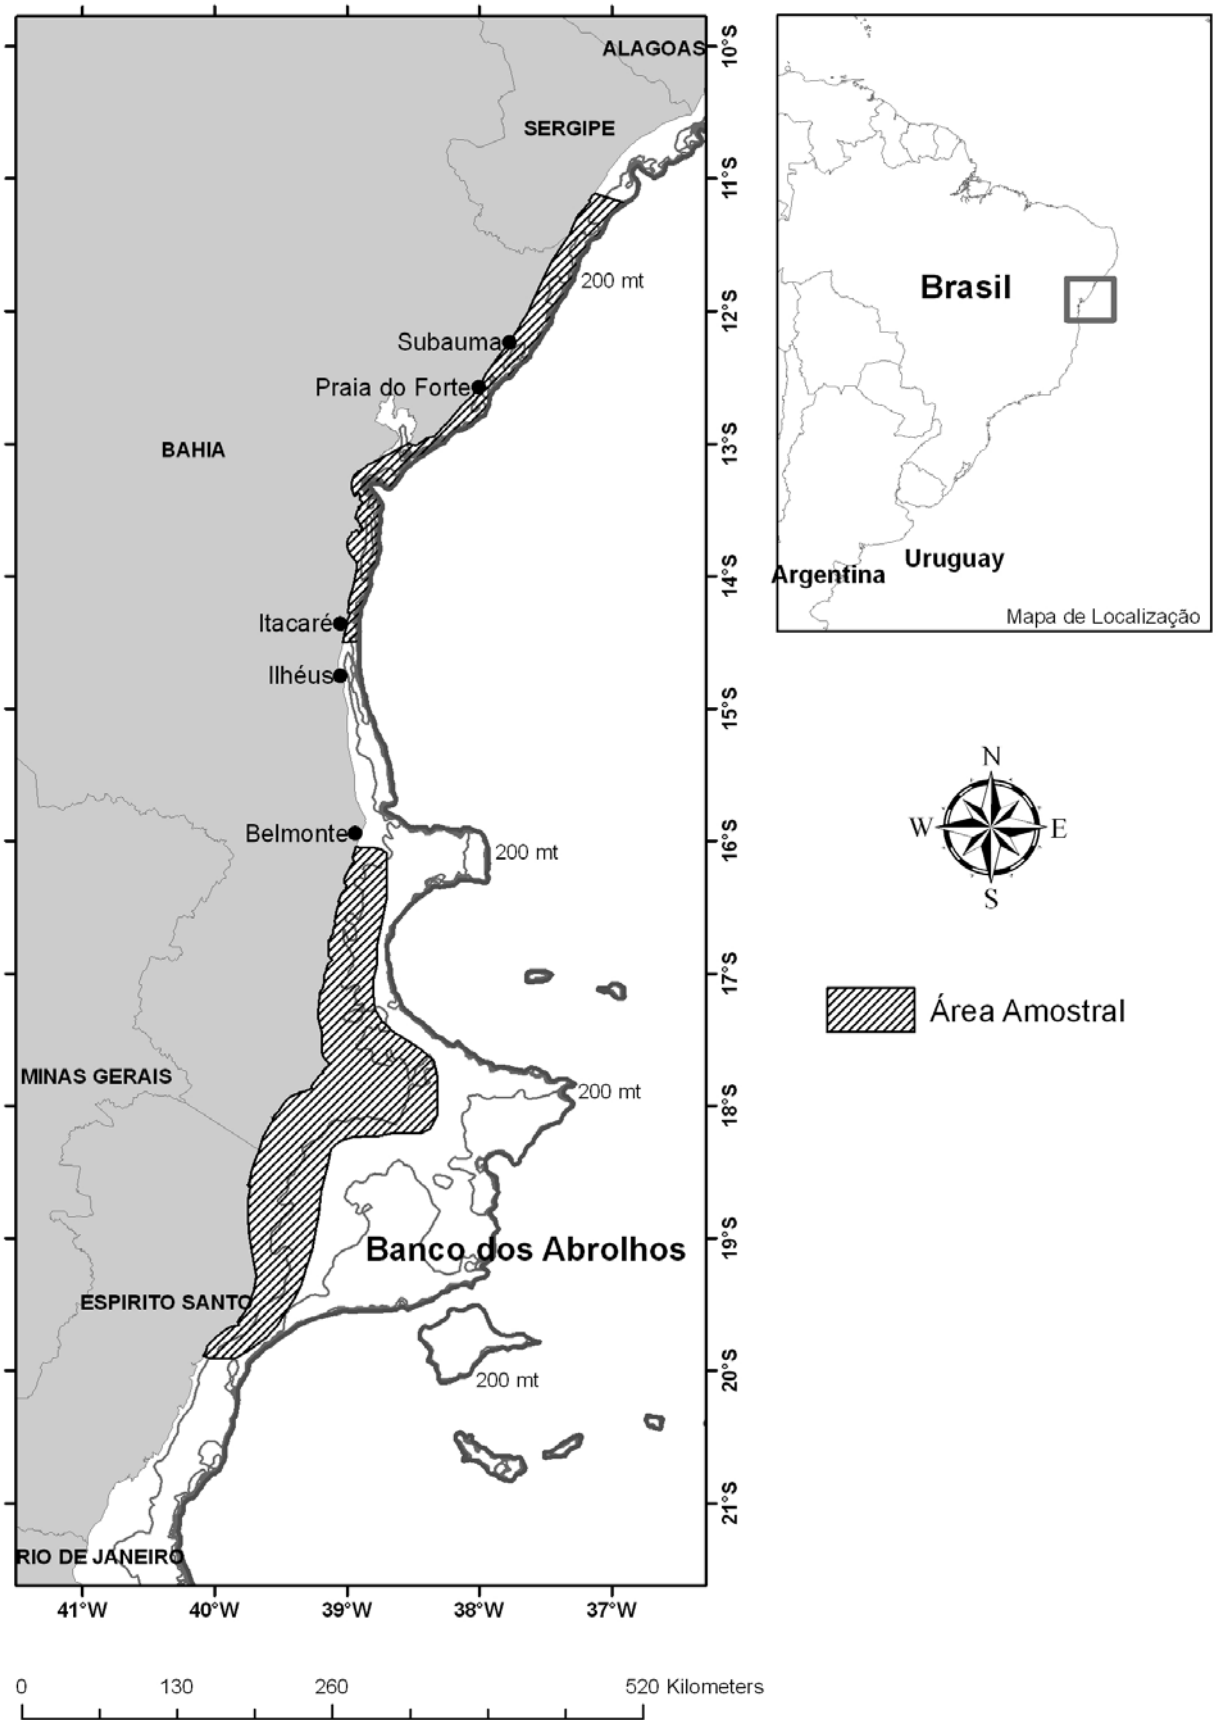 ALAGOAS
SERGIPE
200 mt
Subauma
Praia do Forte
BAHIA
Itacaré
Ilhéus
Belmonte
200 mt
MINAS GERAIS
200 mt
Banco dos Abrolhos
ESPIRITO SANTO
200 mt
RIO DE JANEIRO
10°S
11°S
12°S
13°S
14°S
15°S
16°S
17°S
18°S
19°S
20°S
21°S
41°W 40°W 39°W 38°W 37°W
0 130 260 520 Kilometers
Brasil
Uruguay
Argentina
Mapa de Localização
N
W E
S
Área Amostral